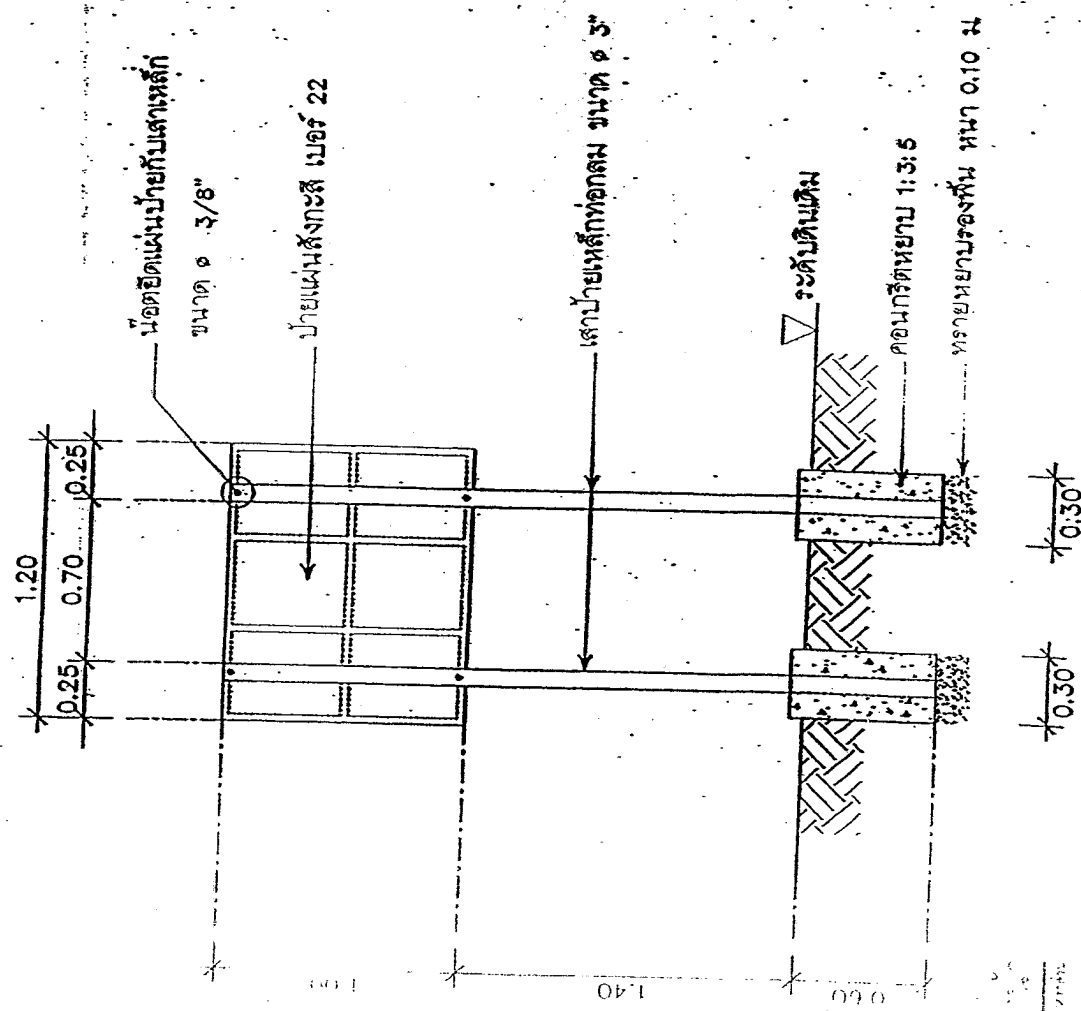 1.20
0.25
0.70
0.25
น๊อตยึดแผ่นป้ายกับเสาเหล็ก
ขนาด ø 3/8"
ป้ายแผ่นสังกะสี เบอร์ 22
เสาป้ายเหล็กท่อกลม ขนาด ø 3"
ระดับดินเดิม
คอนกรีตหยาบ 1:3:5
ทรายหยาบรองพื้น หนา 0.10 ม
0.30
0.30
1.00
1.40
0.60